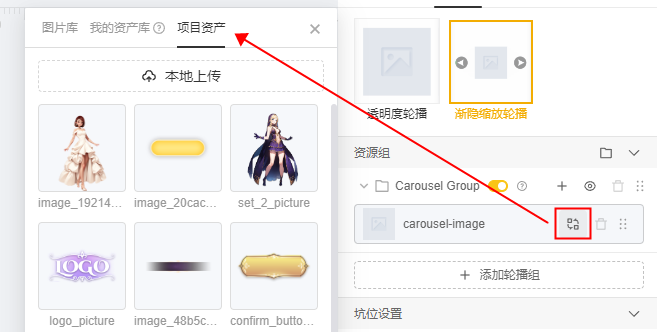 图片库 我的资产库 项目资产
本地上传
image_19214... image_20cac... set_2_picture
LOGO
logo_picture image_48b5c... confirm_butto...
透明度轮播 渐隐缩放轮播
资源组
Carousel Group
carousel-image
添加轮播组
坑位设置